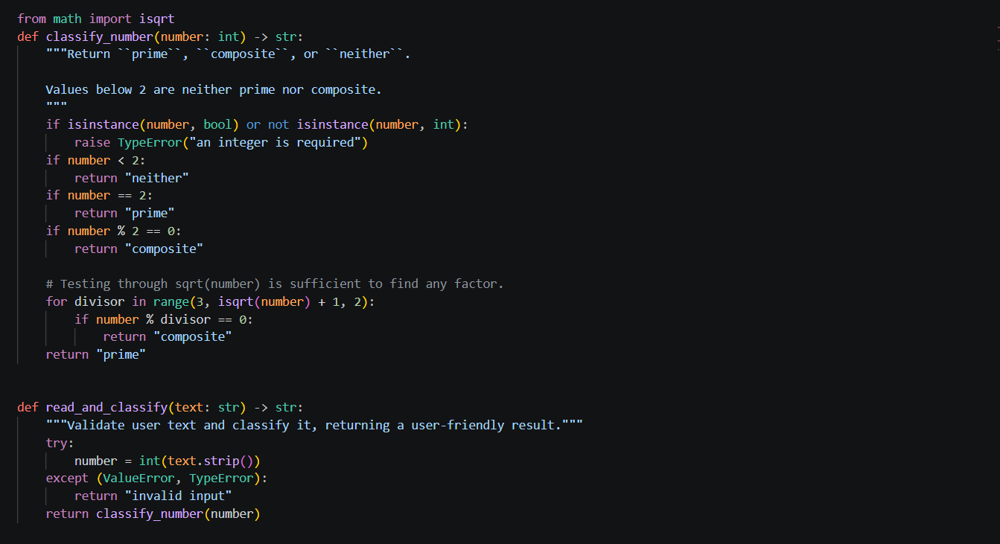 from math import isqrt
def classify_number(number: int) -> str:
    """Return ``prime``, ``composite``, or ``neither``.

    Values below 2 are neither prime nor composite.
    """
    if isinstance(number, bool) or not isinstance(number, int):
        raise TypeError("an integer is required")
    if number < 2:
        return "neither"
    if number == 2:
        return "prime"
    if number % 2 == 0:
        return "composite"

    # Testing through sqrt(number) is sufficient to find any factor.
    for divisor in range(3, isqrt(number) + 1, 2):
        if number % divisor == 0:
            return "composite"
    return "prime"


def read_and_classify(text: str) -> str:
    """Validate user text and classify it, returning a user-friendly result."""
    try:
        number = int(text.strip())
    except (ValueError, TypeError):
        return "invalid input"
    return classify_number(number)